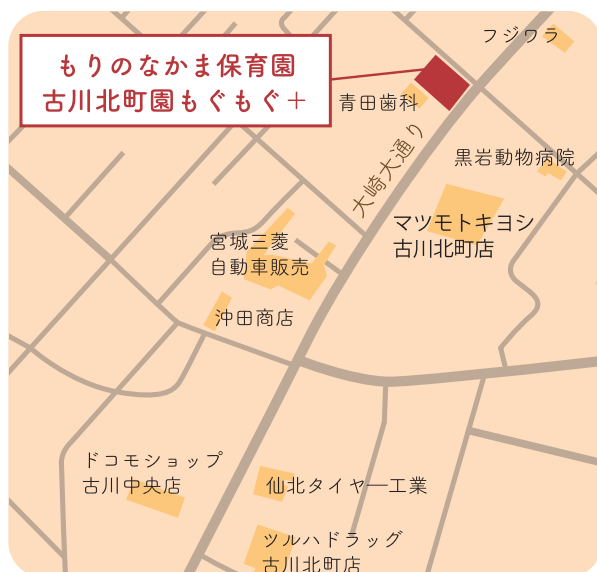 フジワラ
もりのなかま保育園
古川北町園もぐもぐ＋
青田歯科
大崎大通り
黒岩動物病院
マツモトキヨシ
古川北町店
宮城三菱
自動車販売
沖田商店
ドコモショップ
古川中央店
仙北タイヤー工業
ツルハドラッグ
古川北町店